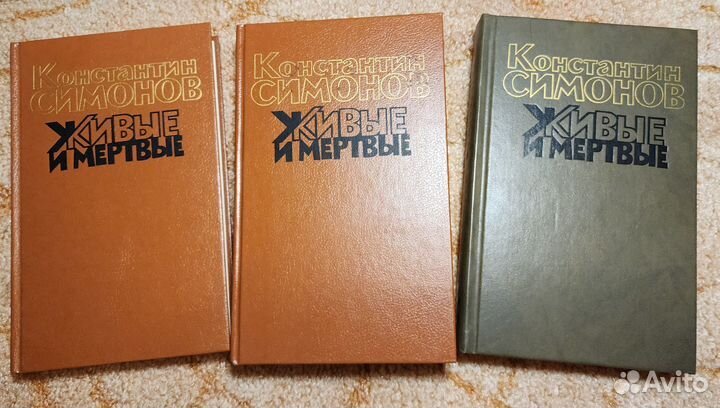 Константин
СИМОНОВ
ЖИВЫЕ
И МЕРТВЫЕ
Константин
СИМОНОВ
ЖИВЫЕ
И МЕРТВЫЕ
Константин
СИМОНОВ
ЖИВЫЕ
И МЕРТВЫЕ
Avito